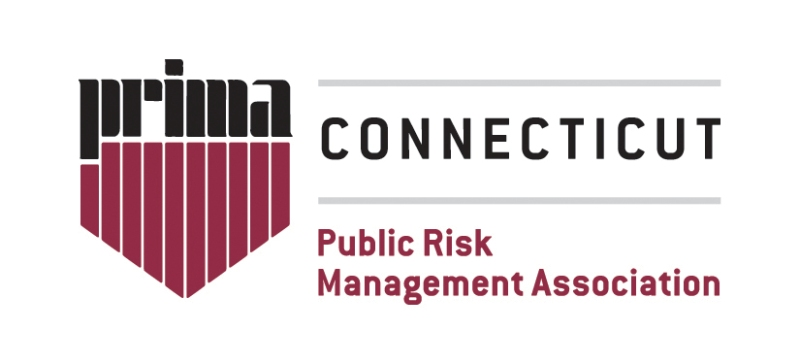 prima
CONNECTICUT
Public Risk
Management Association